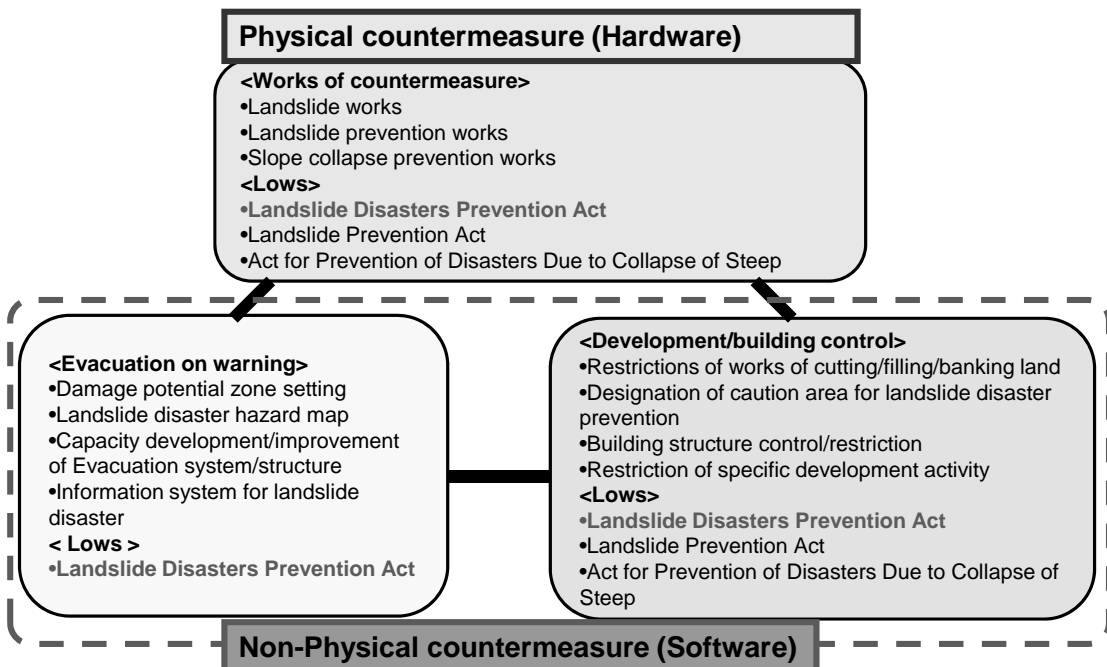 Physical countermeasure (Hardware)
<Works of countermeasure>
•Landslide works
•Landslide prevention works
•Slope collapse prevention works
<Lows>
•Landslide Disasters Prevention Act
•Landslide Prevention Act
•Act for Prevention of Disasters Due to Collapse of Steep
<Evacuation on warning>
•Damage potential zone setting
•Landslide disaster hazard map
•Capacity development/improvement
of Evacuation system/structure
•Information system for landslide
disaster
< Lows >
•Landslide Disasters Prevention Act
<Development/building control>
•Restrictions of works of cutting/filling/banking land
•Designation of caution area for landslide disaster
prevention
•Building structure control/restriction
•Restriction of specific development activity
<Lows>
•Landslide Disasters Prevention Act
•Landslide Prevention Act
•Act for Prevention of Disasters Due to Collapse of
Steep
Non-Physical countermeasure (Software)